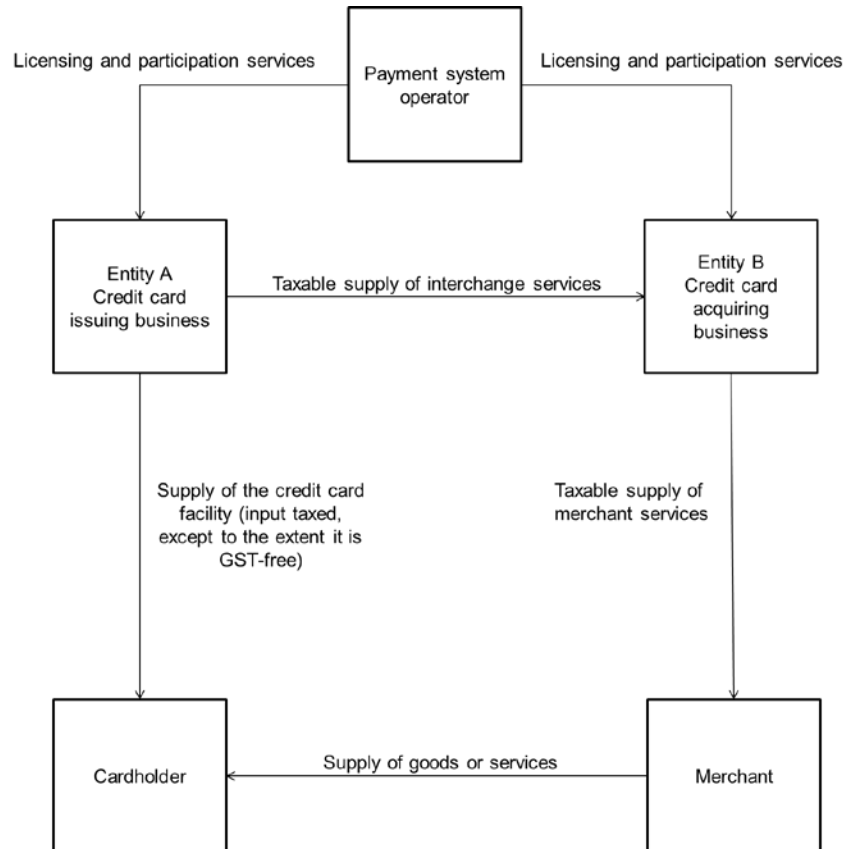 Licensing and participation services
Payment system
operator
Licensing and participation services
Entity A
Credit card
issuing business
Taxable supply of interchange services
Entity B
Credit card
acquiring
business
Supply of the credit card
facility (input taxed,
except to the extent it is
GST-free)
Taxable supply of
merchant services
Cardholder
Supply of goods or services
Merchant